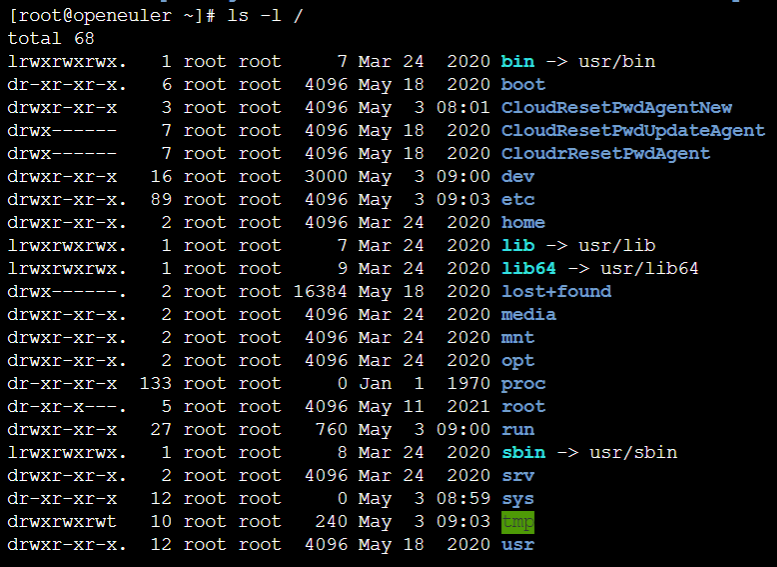 [root@openeuler ~]# ls -l /
total 68
lrwxrwxrwx.   1 root root     7 Mar 24  2020 bin -> usr/bin
dr-xr-xr-x.   6 root root  4096 May 18  2020 boot
drwxr-xr-x    3 root root  4096 May  3 08:01 CloudResetPwdAgentNew
drwx------    7 root root  4096 May 18  2020 CloudResetPwdUpdateAgent
drwx------    7 root root  4096 May 18  2020 CloudrResetPwdAgent
drwxr-xr-x   16 root root  3000 May  3 09:00 dev
drwxr-xr-x.  89 root root  4096 May  3 09:03 etc
drwxr-xr-x.   2 root root  4096 Mar 24  2020 home
lrwxrwxrwx.   1 root root     7 Mar 24  2020 lib -> usr/lib
lrwxrwxrwx.   1 root root     9 Mar 24  2020 lib64 -> usr/lib64
drwx------.   2 root root 16384 May 18  2020 lost+found
drwxr-xr-x.   2 root root  4096 Mar 24  2020 media
drwxr-xr-x.   2 root root  4096 Mar 24  2020 mnt
drwxr-xr-x.   2 root root  4096 Mar 24  2020 opt
dr-xr-xr-x  133 root root     0 Jan  1  1970 proc
dr-xr-x---.   5 root root  4096 May 11  2021 root
drwxr-xr-x   27 root root   760 May  3 09:00 run
lrwxrwxrwx.   1 root root     8 Mar 24  2020 sbin -> usr/sbin
drwxr-xr-x.   2 root root  4096 Mar 24  2020 srv
dr-xr-xr-x   12 root root     0 May  3 08:59 sys
drwxrwxrwt   10 root root   240 May  3 09:03 tmp
drwxr-xr-x.  12 root root  4096 May 18  2020 usr